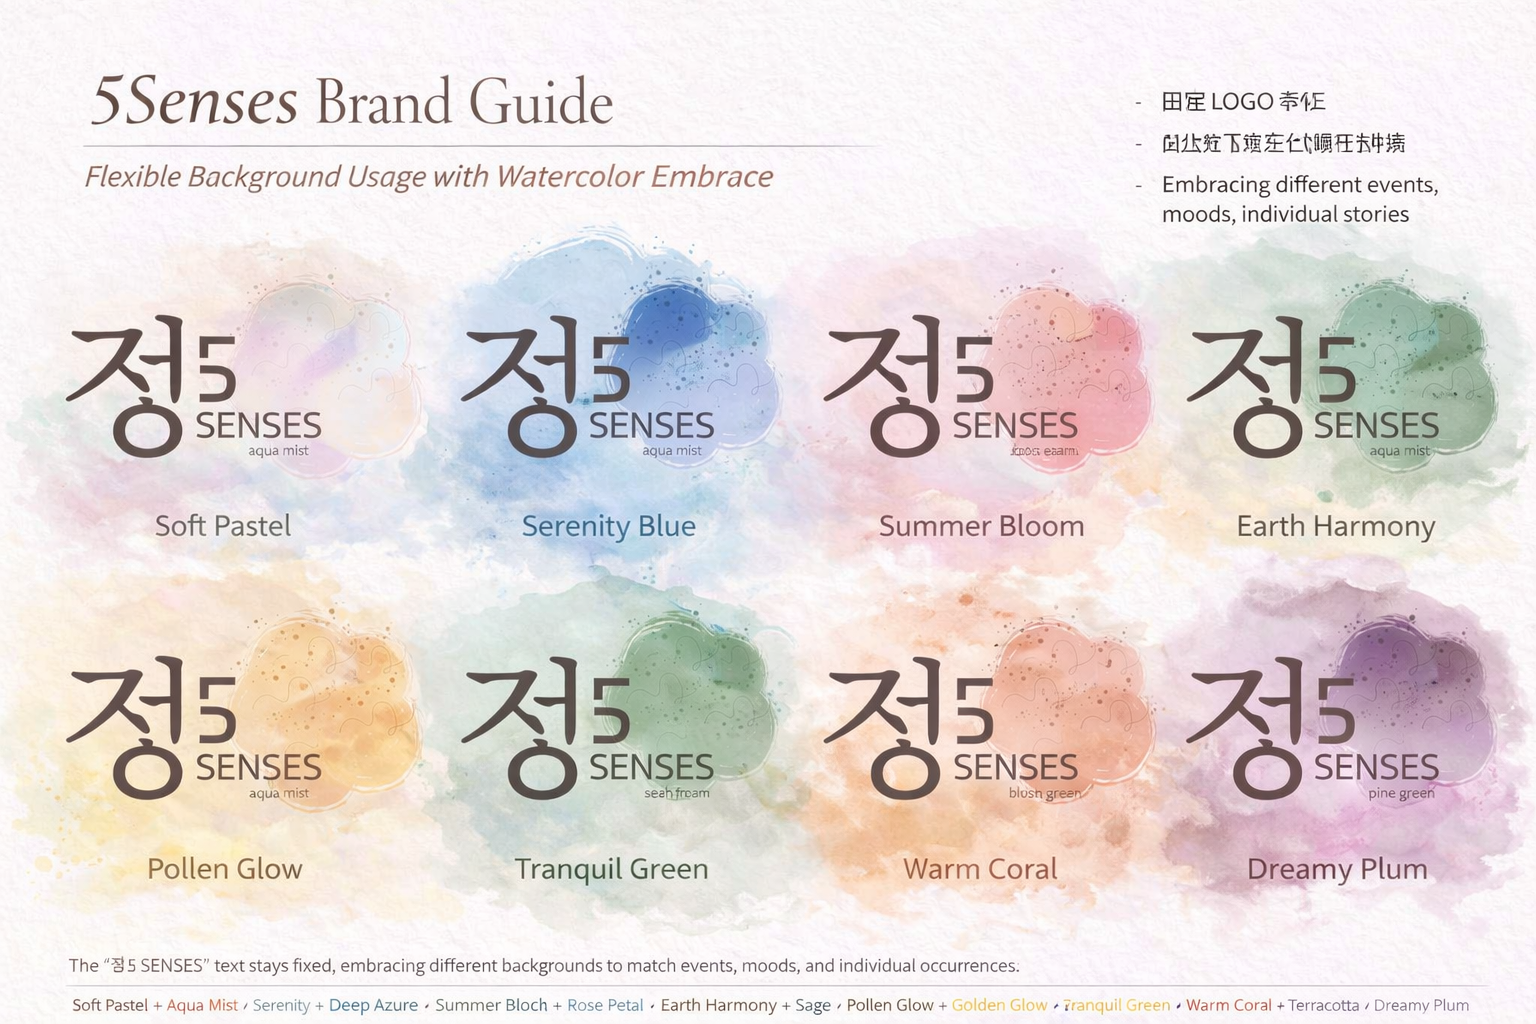 5Senses Brand Guide
Flexible Background Usage with Watercolor Embrace
- LOGO
- Embracing different events,
moods, individual stories
정5
SENSES
aqua mist
Soft Pastel
정5
SENSES
aqua mist
Serenity Blue
정5
SENSES
Summer Bloom
정5
SENSES
aqua mist
Earth Harmony
정5
SENSES
aqua mist
Pollen Glow
정5
SENSES
Tranquil Green
정5
SENSES
blush green
Warm Coral
정5
SENSES
pine green
Dreamy Plum
The "정5 SENSES" text stays fixed, embracing different backgrounds to match events, moods, and individual occurrences.
Soft Pastel + Aqua Mist / Serenity + Deep Azure / Summer Bloch + Rose Petal / Earth Harmony + Sage / Pollen Glow + Golden Glow / Tranquil Green / Warm Coral + Terracotta / Dreamy Plum